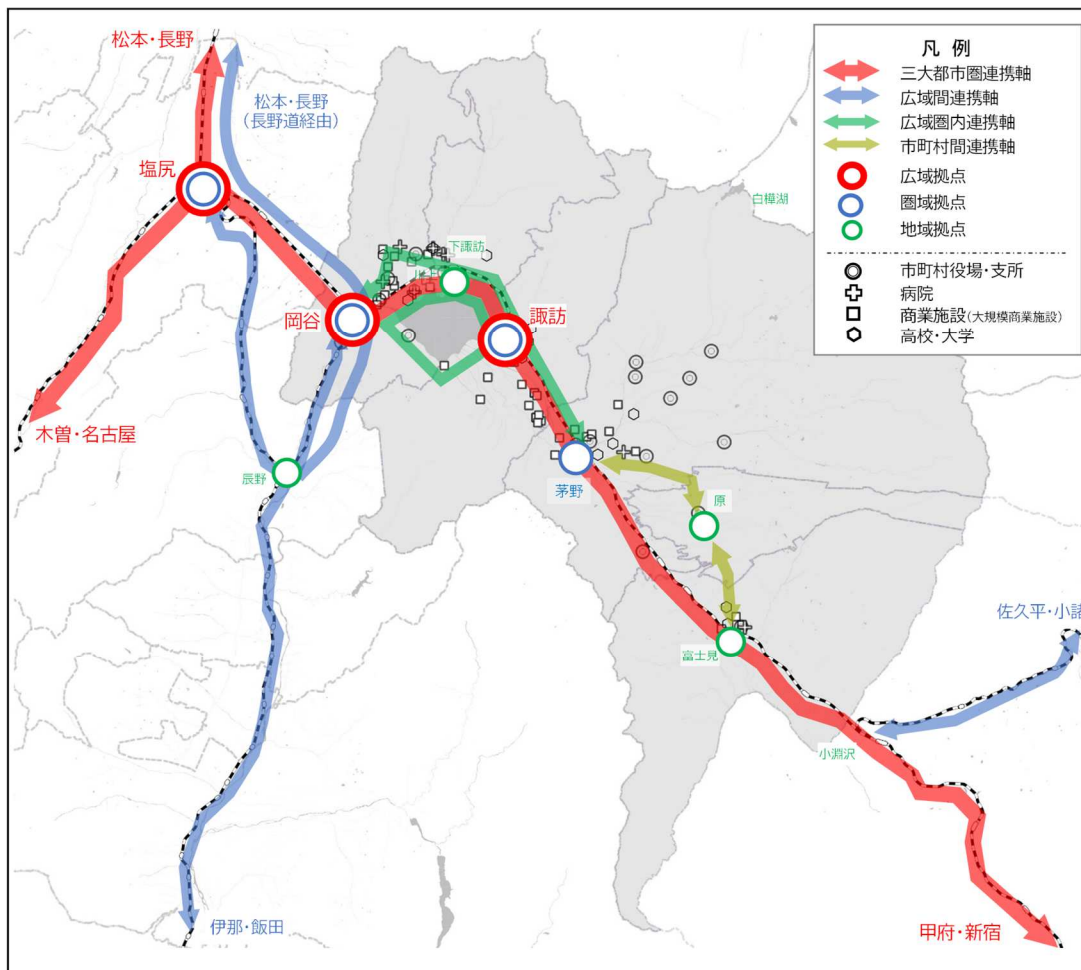 凡例
三大都市圏連携軸
広域間連携軸
広域圏内連携軸
市町村間連携軸
広域拠点
圏域拠点
地域拠点
市町村役場・支所
病院
商業施設(大規模商業施設)
高校・大学
松本・長野
松本・長野
(長野道経由)
塩尻
白樺湖
下諏訪
岡谷
諏訪
木曽・名古屋
辰野
茅野
原
佐久平・小諸
富士見
小淵沢
伊那・飯田
甲府・新宿